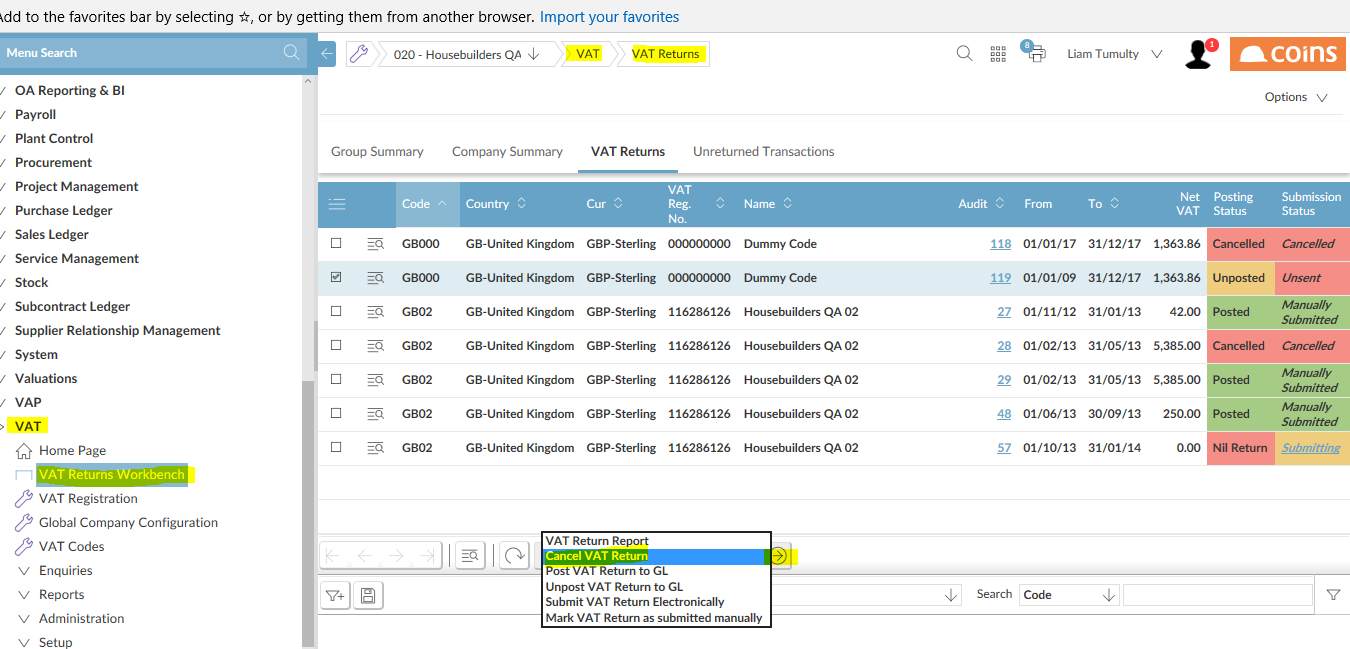 Add to the favorites bar by selecting ☆, or by getting them from another browser. Import your favorites
Menu Search
020 - Housebuilders QA
VAT
VAT Returns
8
Liam Tumulty
1
coins
Options
OA Reporting & BI
Payroll
Plant Control
Procurement
Project Management
Purchase Ledger
Sales Ledger
Service Management
Stock
Subcontract Ledger
Supplier Relationship Management
System
Valuations
VAP
VAT
Home Page
VAT Returns Workbench
VAT Registration
Global Company Configuration
VAT Codes
Enquiries
Reports
Administration
Setup
Group Summary Company Summary VAT Returns Unreturned Transactions
Code Country Cur VAT Reg. No. Name Audit From To Net VAT Posting Status Submission Status
GB000 GB-United Kingdom GBP-Sterling 000000000 Dummy Code 118 01/01/17 31/12/17 1,363.86 Cancelled Cancelled
GB000 GB-United Kingdom GBP-Sterling 000000000 Dummy Code 119 01/01/09 31/12/17 1,363.86 Unposted Unsent
GB02 GB-United Kingdom GBP-Sterling 116286126 Housebuilders QA 02 27 01/11/12 31/01/13 42.00 Posted Manually Submitted
GB02 GB-United Kingdom GBP-Sterling 116286126 Housebuilders QA 02 28 01/02/13 31/05/13 5,385.00 Cancelled Cancelled
GB02 GB-United Kingdom GBP-Sterling 116286126 Housebuilders QA 02 29 01/02/13 31/05/13 5,385.00 Posted Manually Submitted
GB02 GB-United Kingdom GBP-Sterling 116286126 Housebuilders QA 02 48 01/06/13 30/09/13 250.00 Posted Manually Submitted
GB02 GB-United Kingdom GBP-Sterling 116286126 Housebuilders QA 02 57 01/10/13 31/01/14 0.00 Nil Return Submitting
VAT Return Report
Cancel VAT Return
Post VAT Return to GL
Unpost VAT Return to GL
Submit VAT Return Electronically
Mark VAT Return as submitted manually
Search Code